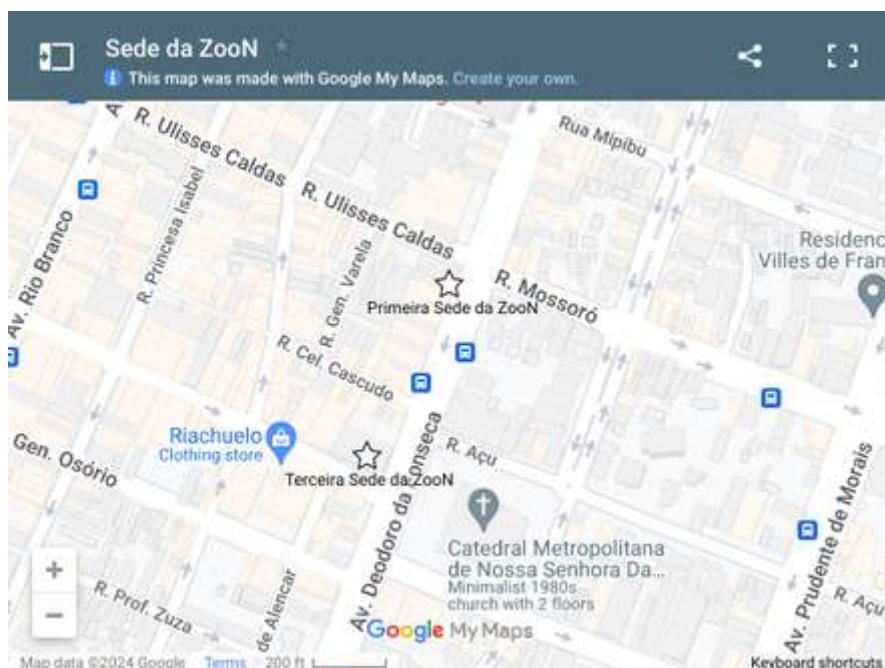 Sede da ZooN
This map was made with Google My Maps. Create your own.
R. Ulisses Caldas
Rua Mipibu
R. Princesa Isabel
R. Ulisses Caldas
Av. Rio Branco
R. Gen. Varela
Residenc
Villes de Fran
R. Mossoró
Primeira Sede da ZooN
R. Cel. Cascudo
Riachuelo
Clothing store
Gen. Osório
R. Açu
Terceira Sede da ZooN
Av. Deodoro da Fonseca
Av. Prudente de Morais
Catedral Metropolitana
de Nossa Senhora Da...
Minimalist 1980s
church with 2 floors
R. Prof. Zuza
de Alencar
R. Açu
+
−
Google My Maps
Map data ©2024 Google
Terms
200 ft
Keyboard shortcuts